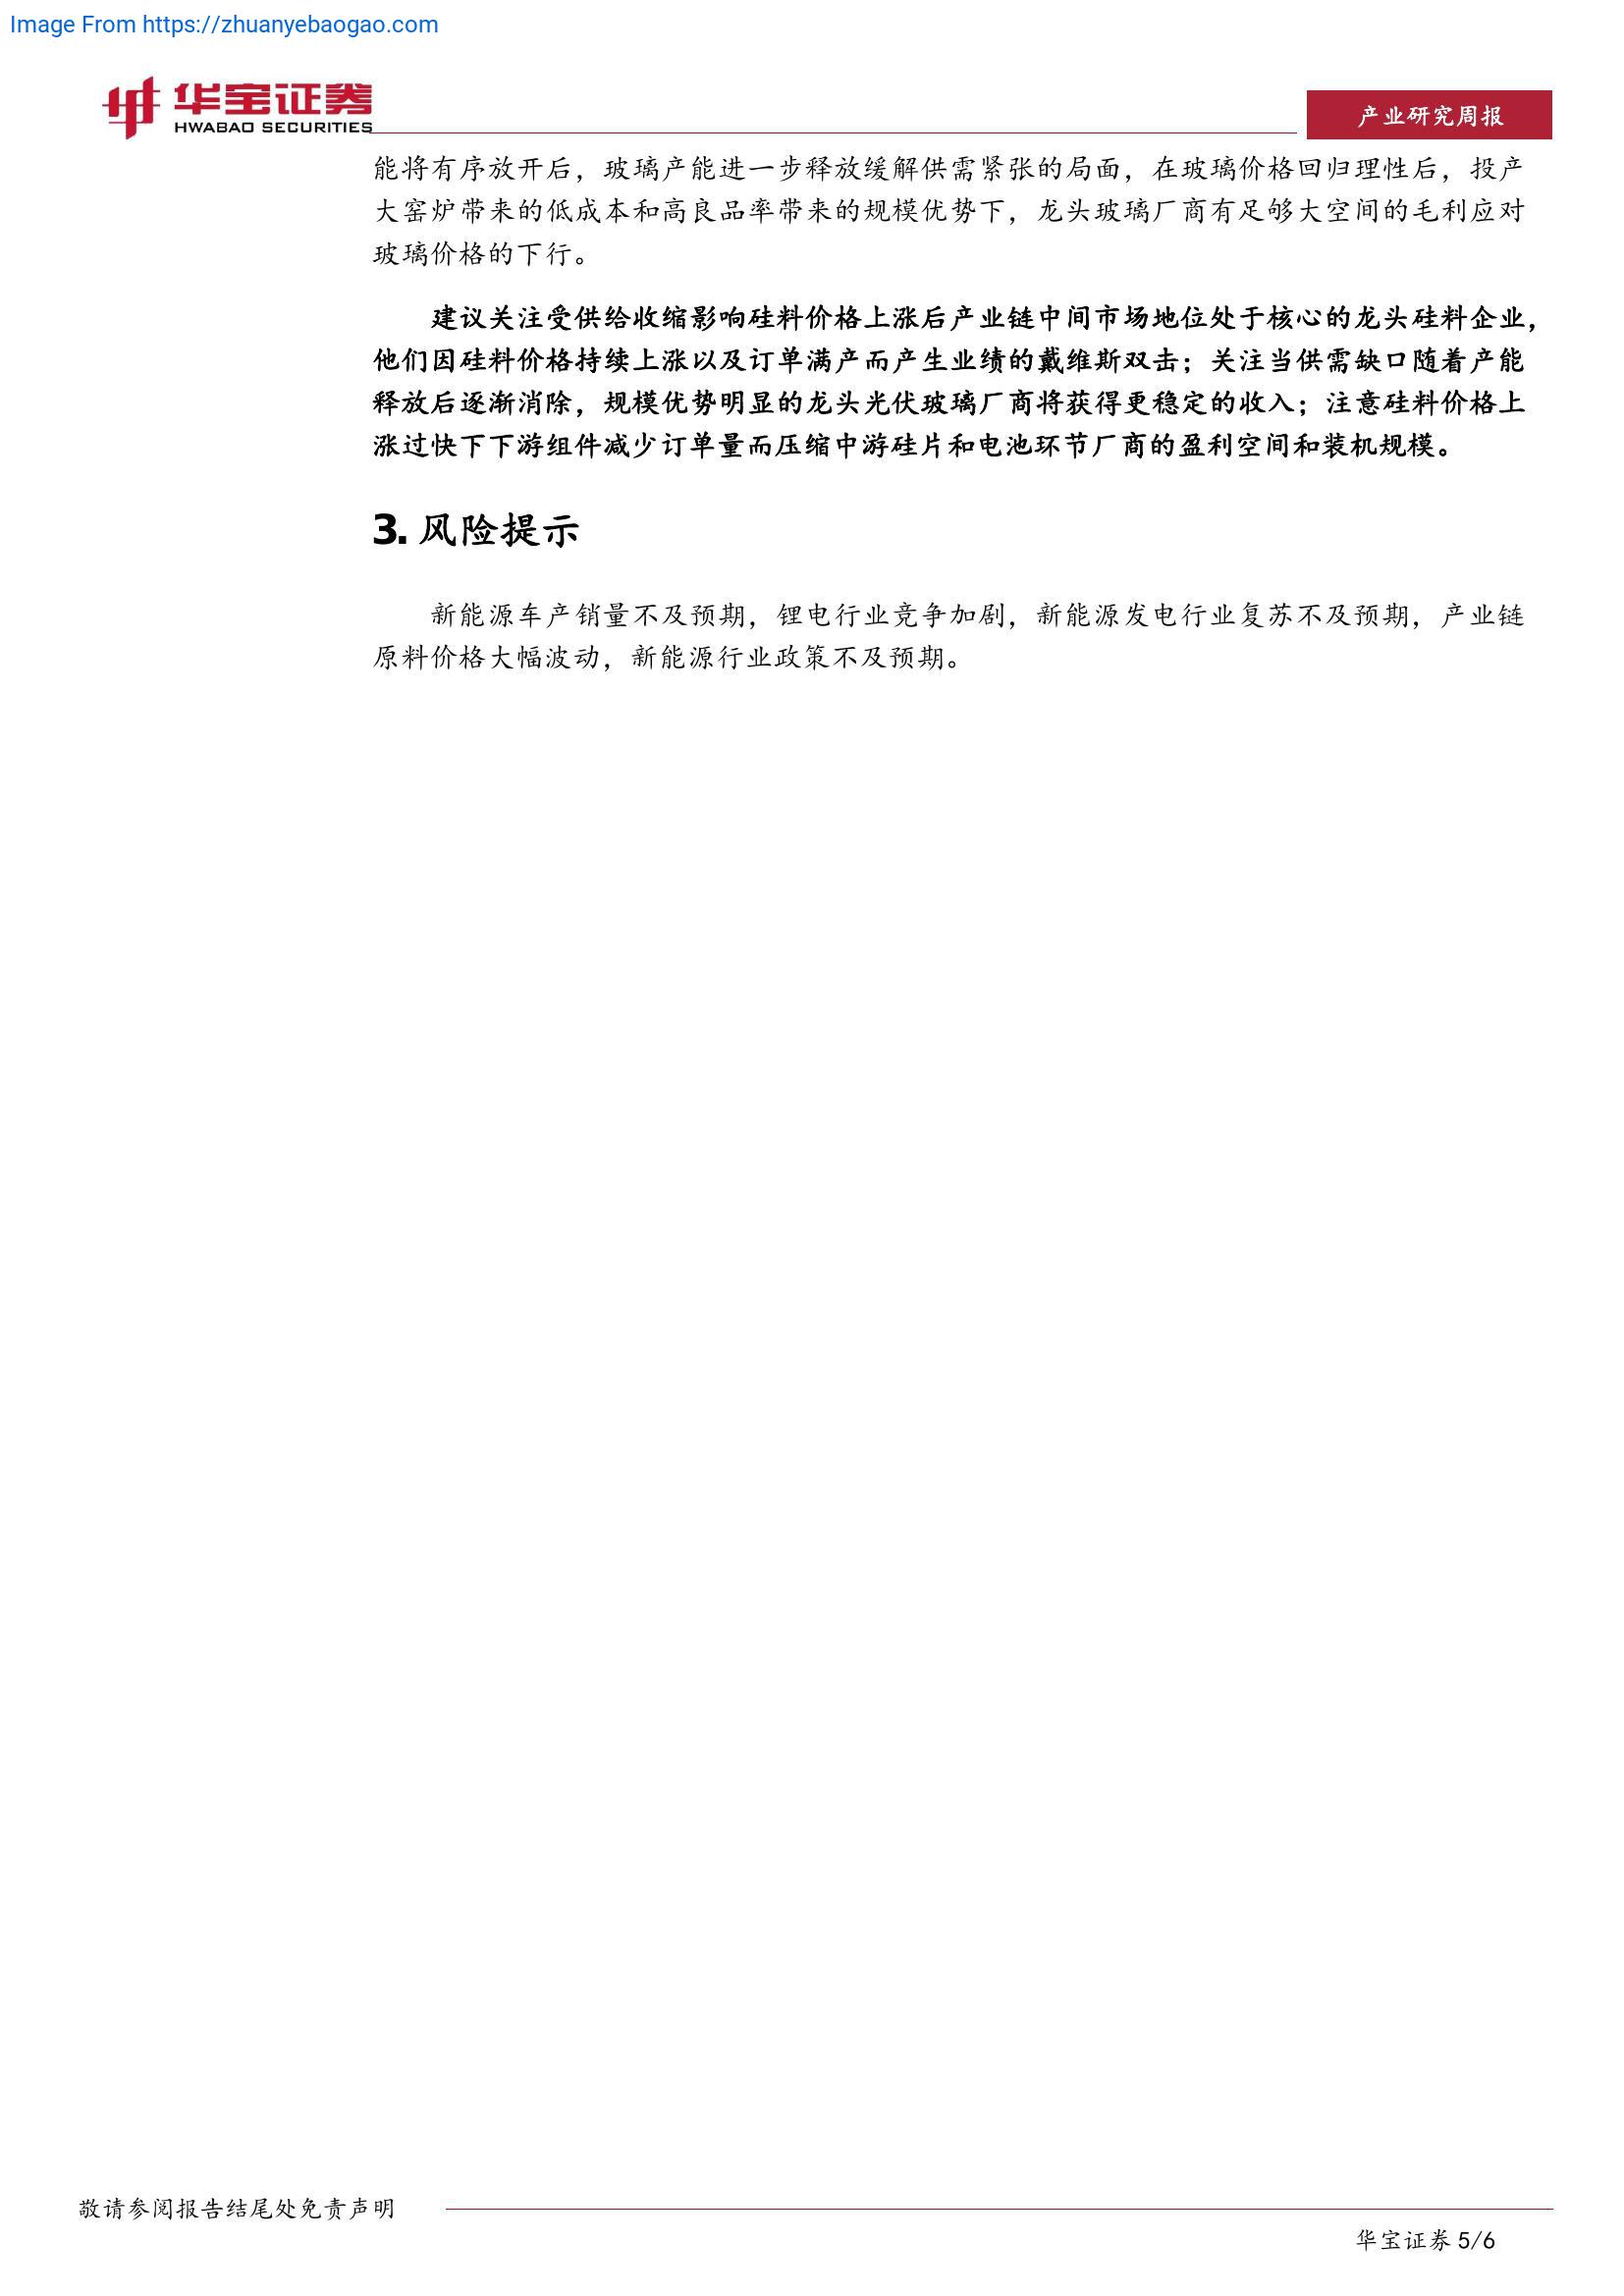 Image From https://zhuanyebaogao.com
华宝证券
HWABAO SECURITIES
产业研究周报
能将有序放开后，玻璃产能进一步释放缓解供需紧张的局面，在玻璃价格回归理性后，投产
大窑炉带来的低成本和高良品率带来的规模优势下，龙头玻璃厂商有足够大空间的毛利应对
玻璃价格的下行。
建议关注受供给收缩影响硅料价格上涨后产业链中间市场地位处于核心的龙头硅料企业，
他们因硅料价格持续上涨以及订单满产而产生业绩的戴维斯双击；关注当供需缺口随着产能
释放后逐渐消除，规模优势明显的龙头光伏玻璃厂商将获得更稳定的收入；注意硅料价格上
涨过快下下游组件减少订单量而压缩中游硅片和电池环节厂商的盈利空间和装机规模。
3. 风险提示
新能源车产销量不及预期，锂电行业竞争加剧，新能源发电行业复苏不及预期，产业链
原料价格大幅波动，新能源行业政策不及预期。
敬请参阅报告结尾处免责声明
华宝证券 5/6